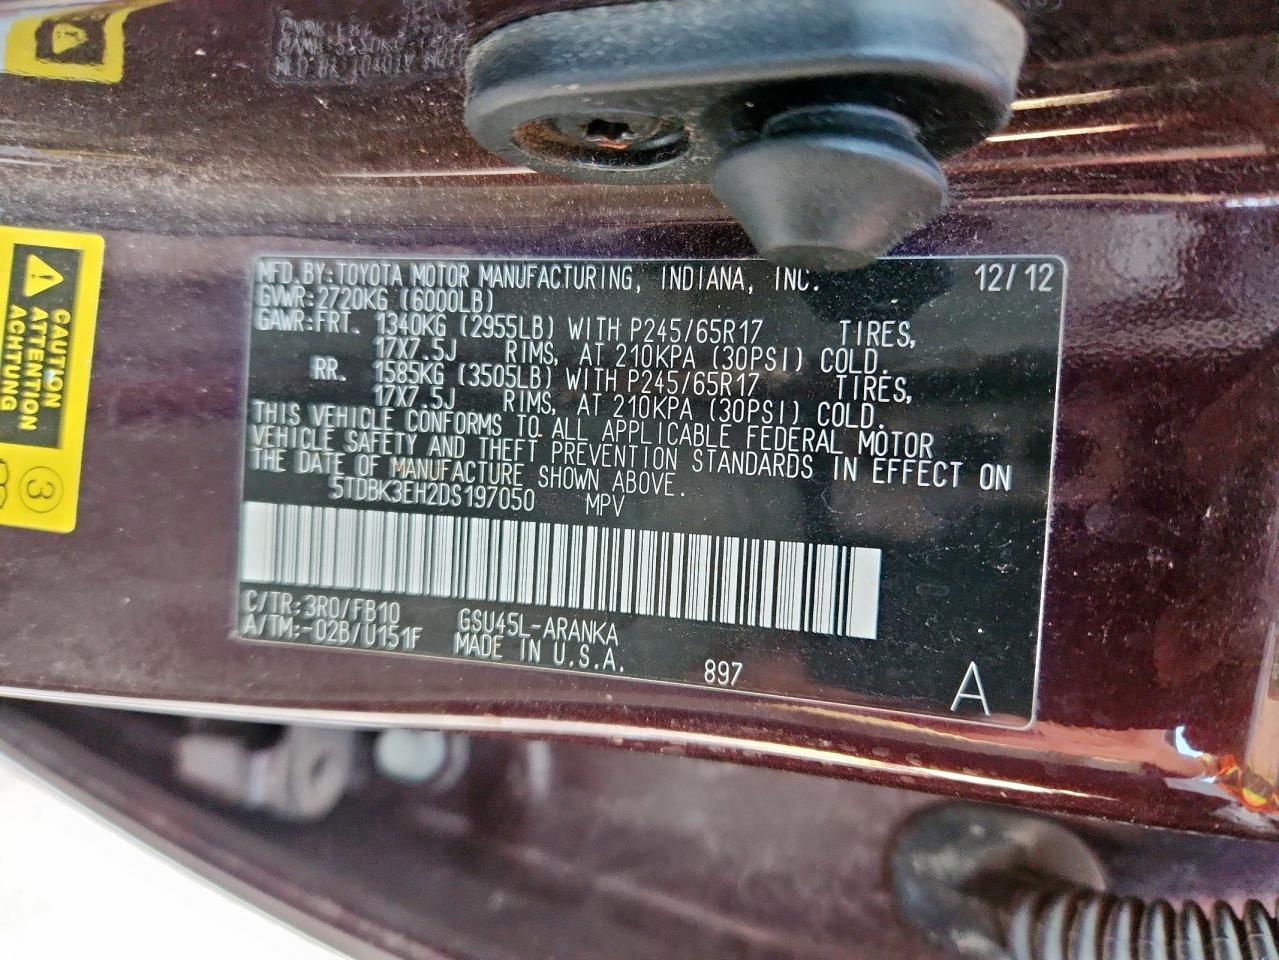 MFD. BY: TOYOTA MOTOR MANUFACTURING, INDIANA, INC. 12/12
GVWR: 2720KG (6000LB)
GAWR: FRT. 1340KG (2955LB) WITH P245/65R17 TIRES,
17X7.5J RIMS, AT 210KPA (30PSI) COLD.
RR. 1585KG (3505LB) WITH P245/65R17 TIRES,
17X7.5J RIMS, AT 210KPA (30PSI) COLD.
THIS VEHICLE CONFORMS TO ALL APPLICABLE FEDERAL MOTOR
VEHICLE SAFETY AND THEFT PREVENTION STANDARDS IN EFFECT ON
THE DATE OF MANUFACTURE SHOWN ABOVE.
5TDBK3EH2DS197050 MPV
C/TR: 3R0/FB10 GSU45L-ARANKA
A/TM: -02B/U151F MADE IN U.S.A.
897 A
CAUTION
ATTENTION
ACHTUNG
3